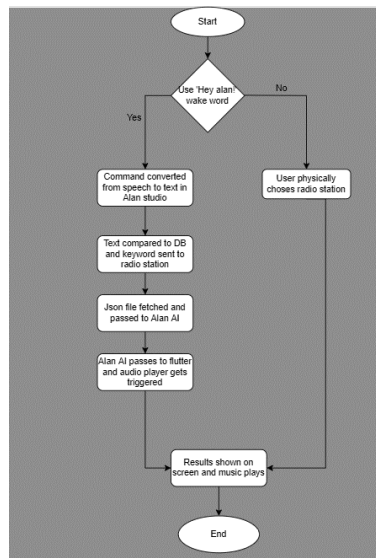 Start
Use 'Hey alan!'
wake word
No
Yes
Command converted
from speech to text in
Alan studio
User physically
choses radio station
Text compared to DB
and keyword sent to
radio station
Json file fetched and
passed to Alan AI
Alan AI passes to flutter
and audio player gets
triggered
Results shown on
screen and music plays
End